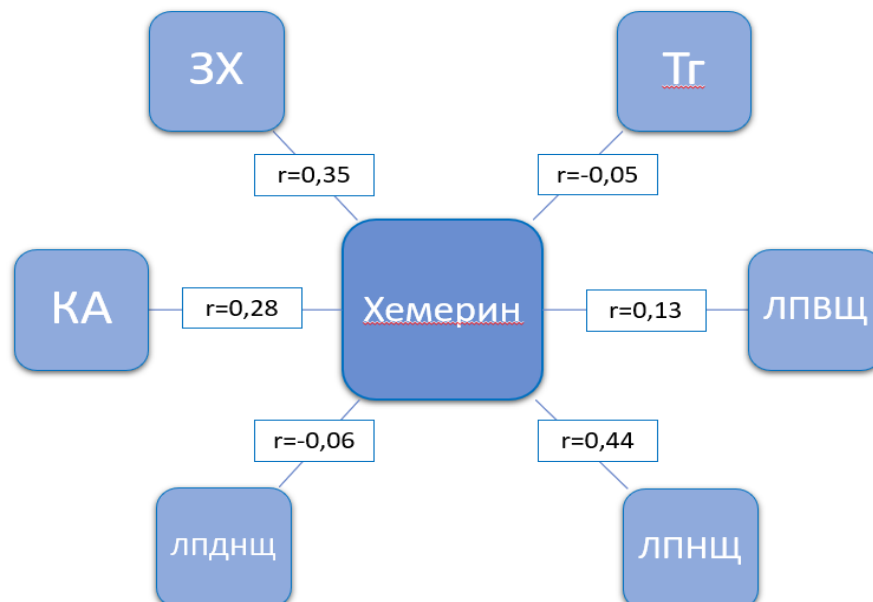 ЗХ
Тг
r=0,35
r=-0,05
КА
r=0,28
Хемерин
r=0,13
ЛПВЩ
r=-0,06
r=0,44
ЛПДНЩ
ЛПНЩ